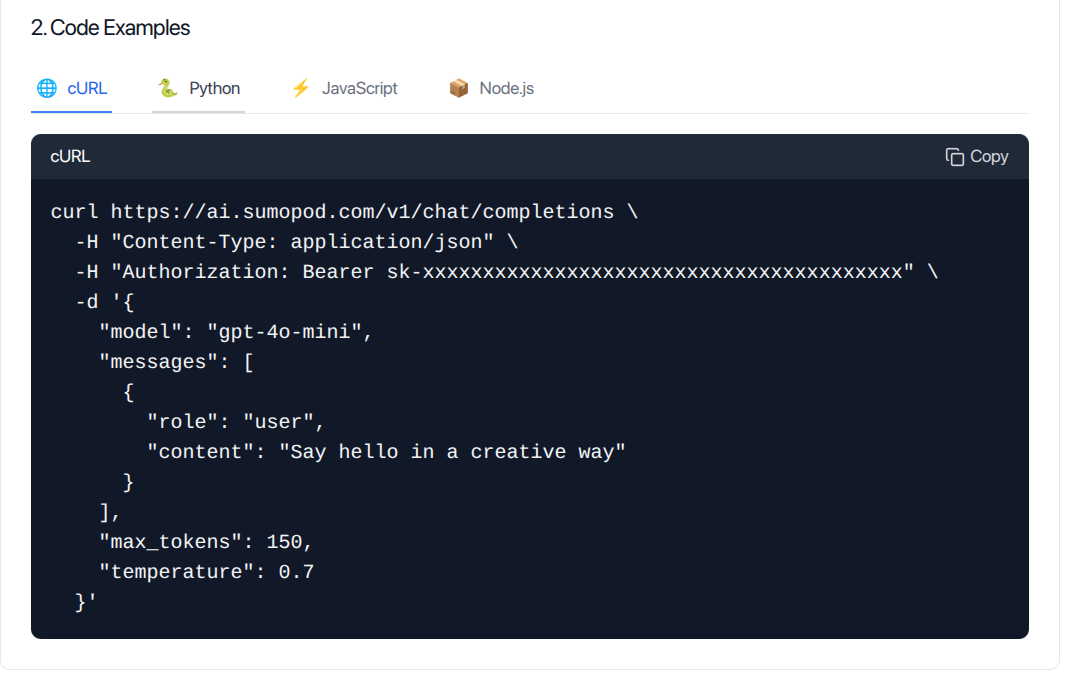 2. Code Examples
cURL Python JavaScript Node.js
cURL Copy
curl https://ai.sumopod.com/v1/chat/completions \
  -H "Content-Type: application/json" \
  -H "Authorization: Bearer sk-xxxxxxxxxxxxxxxxxxxxxxxxxxxxxxxxxxxxxxxx" \
  -d '{
    "model": "gpt-4o-mini",
    "messages": [
      {
        "role": "user",
        "content": "Say hello in a creative way"
      }
    ],
    "max_tokens": 150,
    "temperature": 0.7
  }'